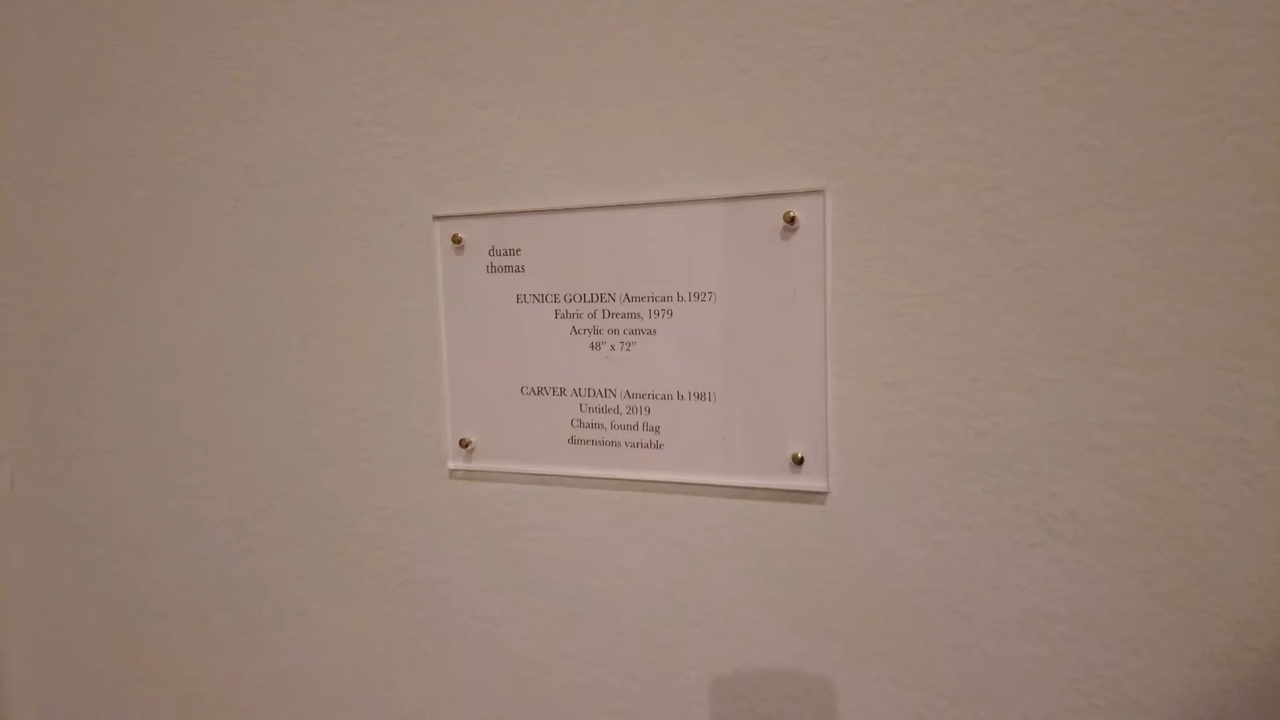 duane
thomas
EUNICE GOLDEN (American b.1927)
Fabric of Dreams, 1979
Acrylic on canvas
48” x 72”
CARVER AUDAIN (American b.1981)
Untitled, 2019
Chains, found flag
dimensions variable